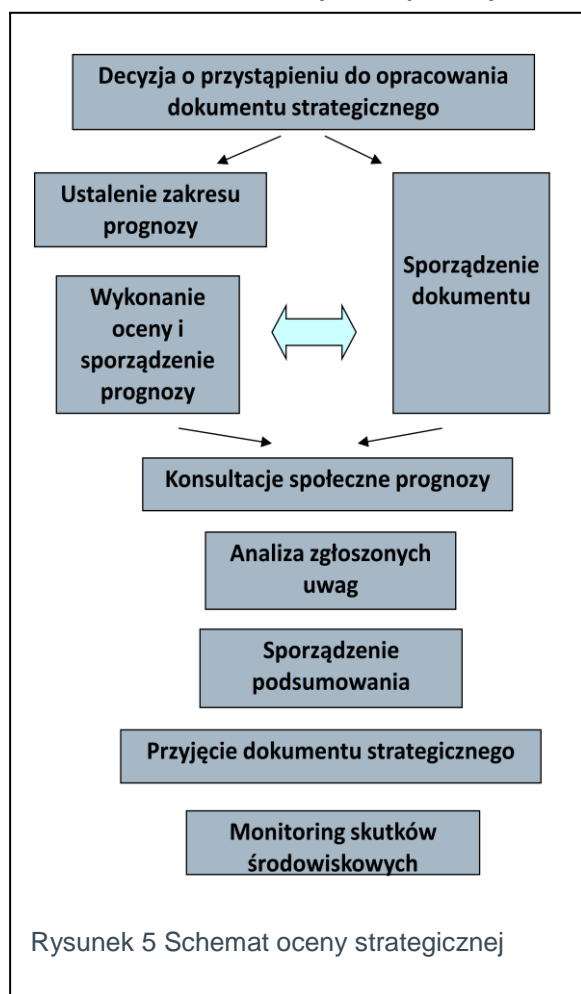 Decyzja o przystąpieniu do opracowania
dokumentu strategicznego
Ustalenie zakresu
prognozy
Sporządzenie
dokumentu
Wykonanie
oceny i
sporządzenie
prognozy
Konsultacje społeczne prognozy
Analiza zgłoszonych
uwag
Sporządzenie
podsumowania
Przyjęcie dokumentu strategicznego
Monitoring skutków
środowiskowych
Rysunek 5 Schemat oceny strategicznej